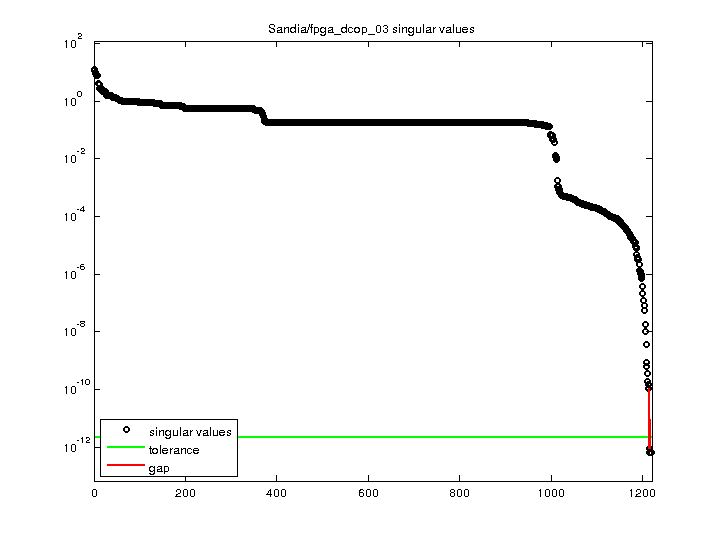 Sandia/fpga_dcop_03 singular values
10^2
10^0
10^-2
10^-4
10^-6
10^-8
10^-10
10^-12
singular values
tolerance
gap
0 200 400 600 800 1000 1200